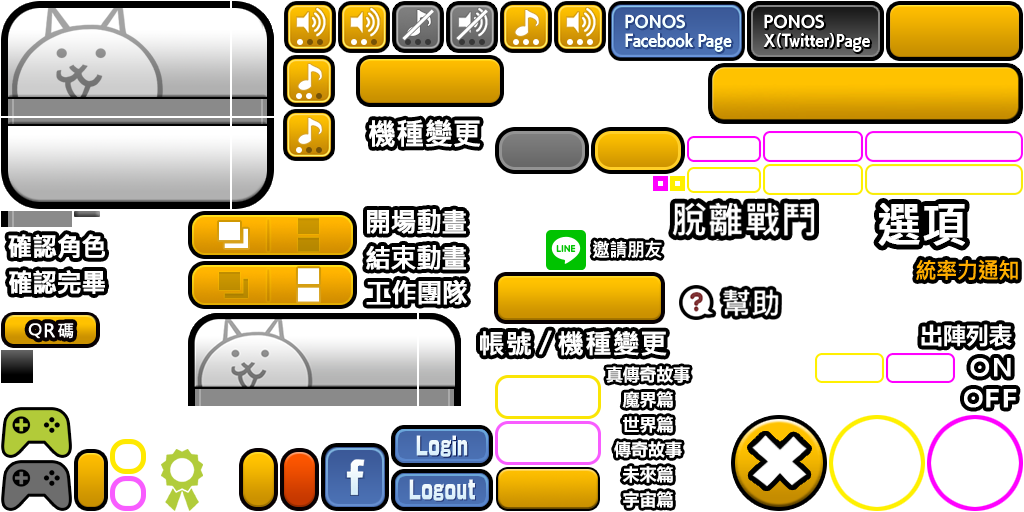 PONOS
Facebook Page
PONOS
X(Twitter)Page
機種變更
脫離戰鬥
選項
確認角色
確認完畢
開場動畫
結束動畫
工作團隊
LINE
邀請朋友
統率力通知
幫助
QR碼
帳號/機種變更
出陣列表
ON
OFF
真傳奇故事
魔界篇
世界篇
傳奇故事
未來篇
宇宙篇
f
Login
Logout